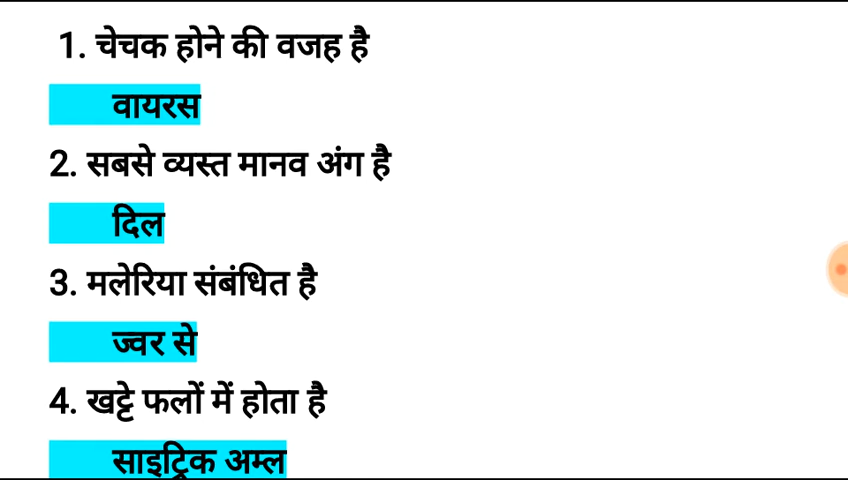 1. चेचक होने की वजह है
वायरस
2. सबसे व्यस्त मानव अंग है
दिल
3. मलेरिया संबंधित है
ज्वर से
4. खट्टे फलों में होता है
साइट्रिक अम्ल